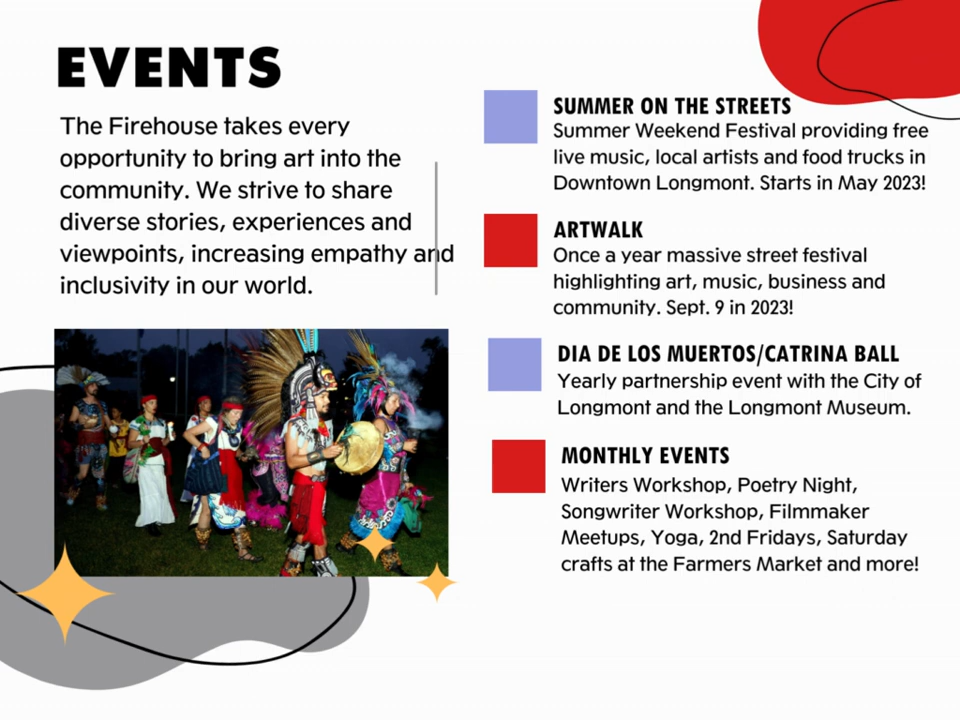 EVENTS
The Firehouse takes every
opportunity to bring art into the
community. We strive to share
diverse stories, experiences and
viewpoints, increasing empathy and
inclusivity in our world.
SUMMER ON THE STREETS
Summer Weekend Festival providing free
live music, local artists and food trucks in
Downtown Longmont. Starts in May 2023!
ARTWALK
Once a year massive street festival
highlighting art, music, business and
community. Sept. 9 in 2023!
DIA DE LOS MUERTOS/CATRINA BALL
Yearly partnership event with the City of
Longmont and the Longmont Museum.
MONTHLY EVENTS
Writers Workshop, Poetry Night,
Songwriter Workshop, Filmmaker
Meetups, Yoga, 2nd Fridays, Saturday
crafts at the Farmers Market and more!